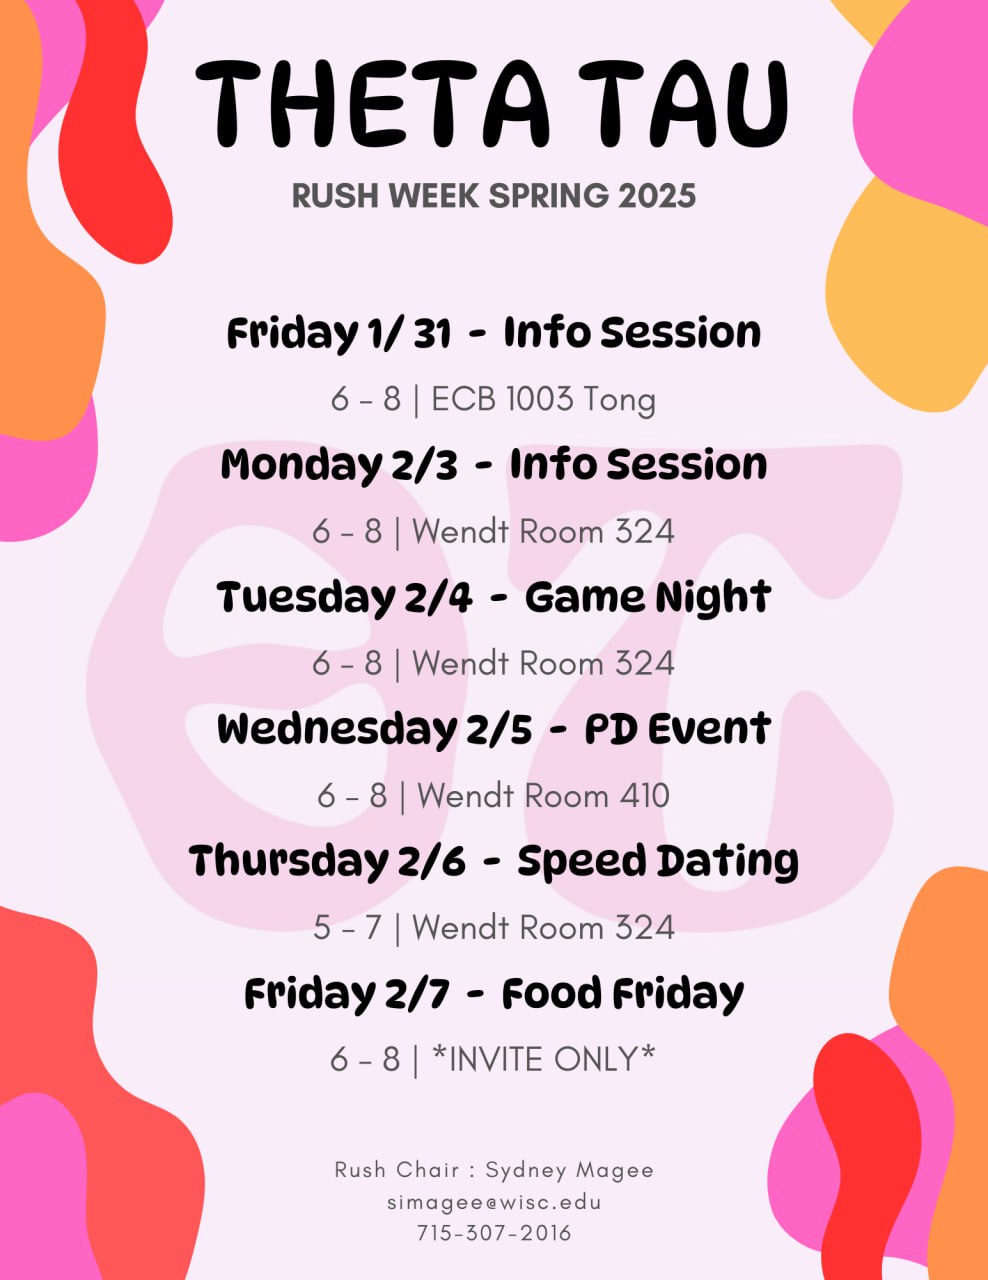 THETA TAU
RUSH WEEK SPRING 2025
Friday 1/ 31 - Info Session
6 - 8 | ECB 1003 Tong
Monday 2/3 - Info Session
6 - 8 | Wendt Room 324
Tuesday 2/4 - Game Night
6 - 8 | Wendt Room 324
Wednesday 2/5 - PD Event
6 - 8 | Wendt Room 410
Thursday 2/6 - Speed Dating
5 - 7 | Wendt Room 324
Friday 2/7 - Food Friday
6 - 8 | *INVITE ONLY*
Rush Chair : Sydney Magee
simagee@wisc.edu
715-307-2016
ΘΤ